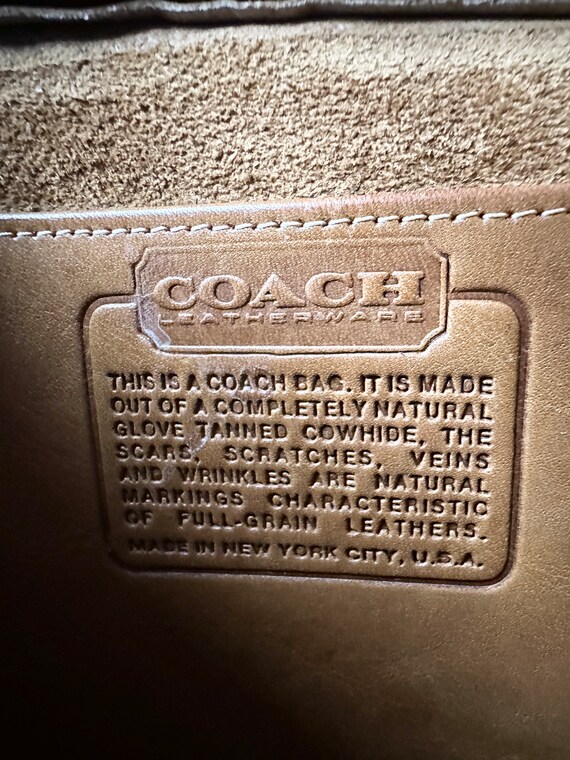 COACH
LEATHERWARE
THIS IS A COACH BAG. IT IS MADE
OUT OF A COMPLETELY NATURAL
GLOVE TANNED COWHIDE, THE
SCARS, SCRATCHES, VEINS
AND WRINKLES ARE NATURAL
MARKINGS CHARACTERISTIC
OF FULL-GRAIN LEATHERS.
MADE IN NEW YORK CITY, U.S.A.